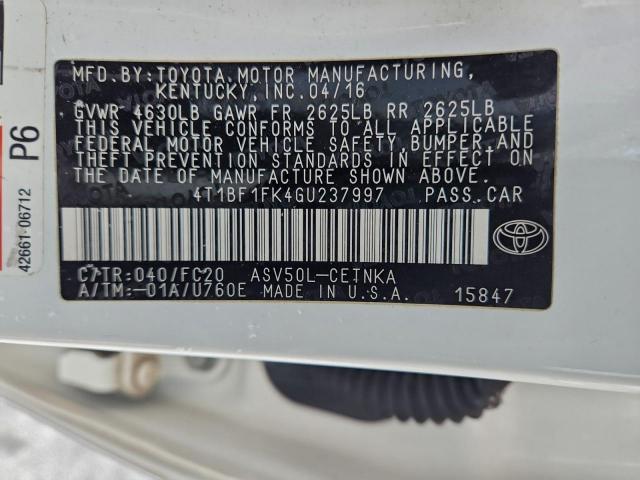 MFD.BY:TOYOTA MOTOR MANUFACTURING,
KENTUCKY, INC.04/16
GVWR 4630LB GAWR FR 2625LB RR 2625LB
THIS VEHICLE CONFORMS TO ALL APPLICABLE
FEDERAL MOTOR VEHICLE SAFETY,BUMPER,AND
THEFT PREVENTION STANDARDS IN EFFECT ON
THE DATE OF MANUFACTURE SHOWN ABOVE.
4T1BF1FK4GU237997 PASS.CAR
C/TR:040/FC20 ASV50L-CETNKA
A/TM:-01A/U760E MADE IN U.S.A. 15847
P6
42661-06712